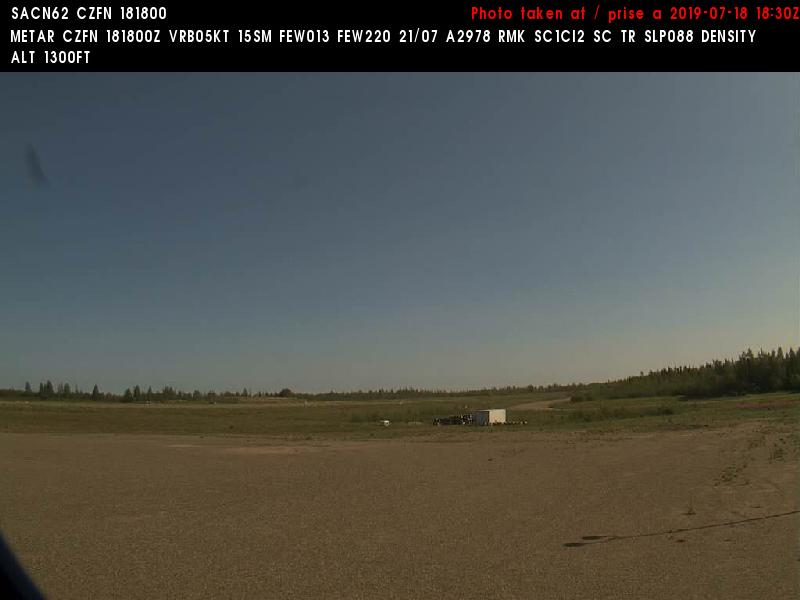 SACN62 CZFN 181800 Photo taken at / prise a 2019-07-18 18:30Z
METAR CZFN 181800Z VRB05KT 15SM FEW013 FEW220 21/07 A2978 RMK SC1CI2 SC TR SLP088 DENSITY
ALT 1300FT